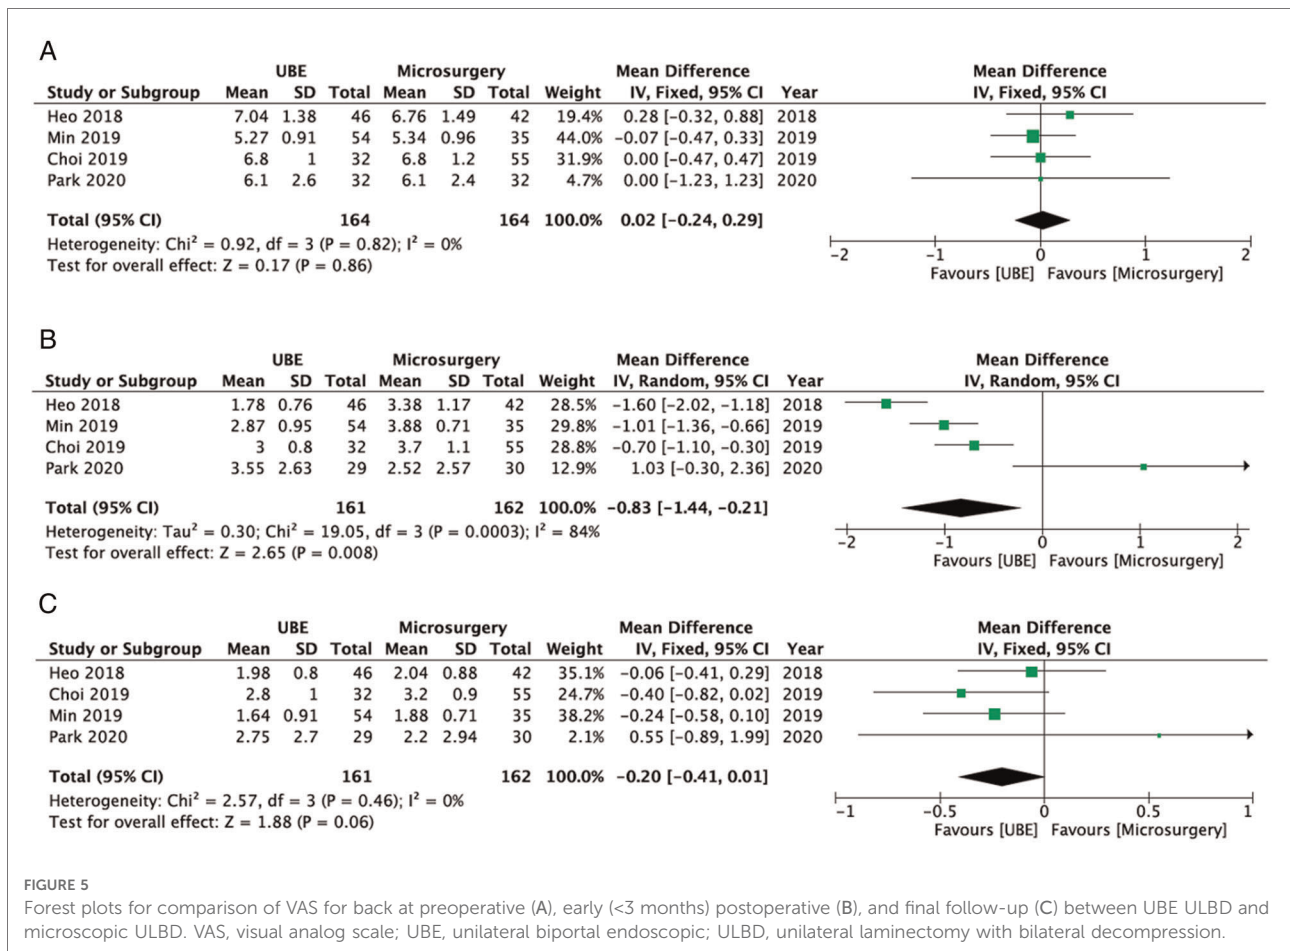 A
UBE Microsurgery Mean Difference Mean Difference
Study or Subgroup Mean SD Total Mean SD Total Weight IV, Fixed, 95% CI Year IV, Fixed, 95% CI
Heo 2018 7.04 1.38 46 6.76 1.49 42 19.4% 0.28 [-0.32, 0.88] 2018
Min 2019 5.27 0.91 54 5.34 0.96 35 44.0% -0.07 [-0.47, 0.33] 2019
Choi 2019 6.8 1 32 6.8 1.2 55 31.9% 0.00 [-0.47, 0.47] 2019
Park 2020 6.1 2.6 32 6.1 2.4 32 4.7% 0.00 [-1.23, 1.23] 2020
Total (95% CI) 164 164 100.0% 0.02 [-0.24, 0.29]
Heterogeneity: Chi² = 0.92, df = 3 (P = 0.82); I² = 0%
Test for overall effect: Z = 0.17 (P = 0.86)
-2 -1 0 1 2
Favours [UBE] Favours [Microsurgery]
B
UBE Microsurgery Mean Difference Mean Difference
Study or Subgroup Mean SD Total Mean SD Total Weight IV, Random, 95% CI Year IV, Random, 95% CI
Heo 2018 1.78 0.76 46 3.38 1.17 42 28.5% -1.60 [-2.02, -1.18] 2018
Min 2019 2.87 0.95 54 3.88 0.71 35 29.8% -1.01 [-1.36, -0.66] 2019
Choi 2019 3 0.8 32 3.7 1.1 55 28.8% -0.70 [-1.10, -0.30] 2019
Park 2020 3.55 2.63 29 2.52 2.57 30 12.9% 1.03 [-0.30, 2.36] 2020
Total (95% CI) 161 162 100.0% -0.83 [-1.44, -0.21]
Heterogeneity: Tau² = 0.30; Chi² = 19.05, df = 3 (P = 0.0003); I² = 84%
Test for overall effect: Z = 2.65 (P = 0.008)
-2 -1 0 1 2
Favours [UBE] Favours [Microsurgery]
C
UBE Microsurgery Mean Difference Mean Difference
Study or Subgroup Mean SD Total Mean SD Total Weight IV, Fixed, 95% CI Year IV, Fixed, 95% CI
Heo 2018 1.98 0.8 46 2.04 0.88 42 35.1% -0.06 [-0.41, 0.29] 2018
Choi 2019 2.8 1 32 3.2 0.9 55 24.7% -0.40 [-0.82, 0.02] 2019
Min 2019 1.64 0.91 54 1.88 0.71 35 38.2% -0.24 [-0.58, 0.10] 2019
Park 2020 2.75 2.7 29 2.2 2.94 30 2.1% 0.55 [-0.89, 1.99] 2020
Total (95% CI) 161 162 100.0% -0.20 [-0.41, 0.01]
Heterogeneity: Chi² = 2.57, df = 3 (P = 0.46); I² = 0%
Test for overall effect: Z = 1.88 (P = 0.06)
-1 -0.5 0 0.5 1
Favours [UBE] Favours [Microsurgery]
FIGURE 5
Forest plots for comparison of VAS for back at preoperative (A), early (<3 months) postoperative (B), and final follow-up (C) between UBE ULBD and
microscopic ULBD. VAS, visual analog scale; UBE, unilateral biportal endoscopic; ULBD, unilateral laminectomy with bilateral decompression.